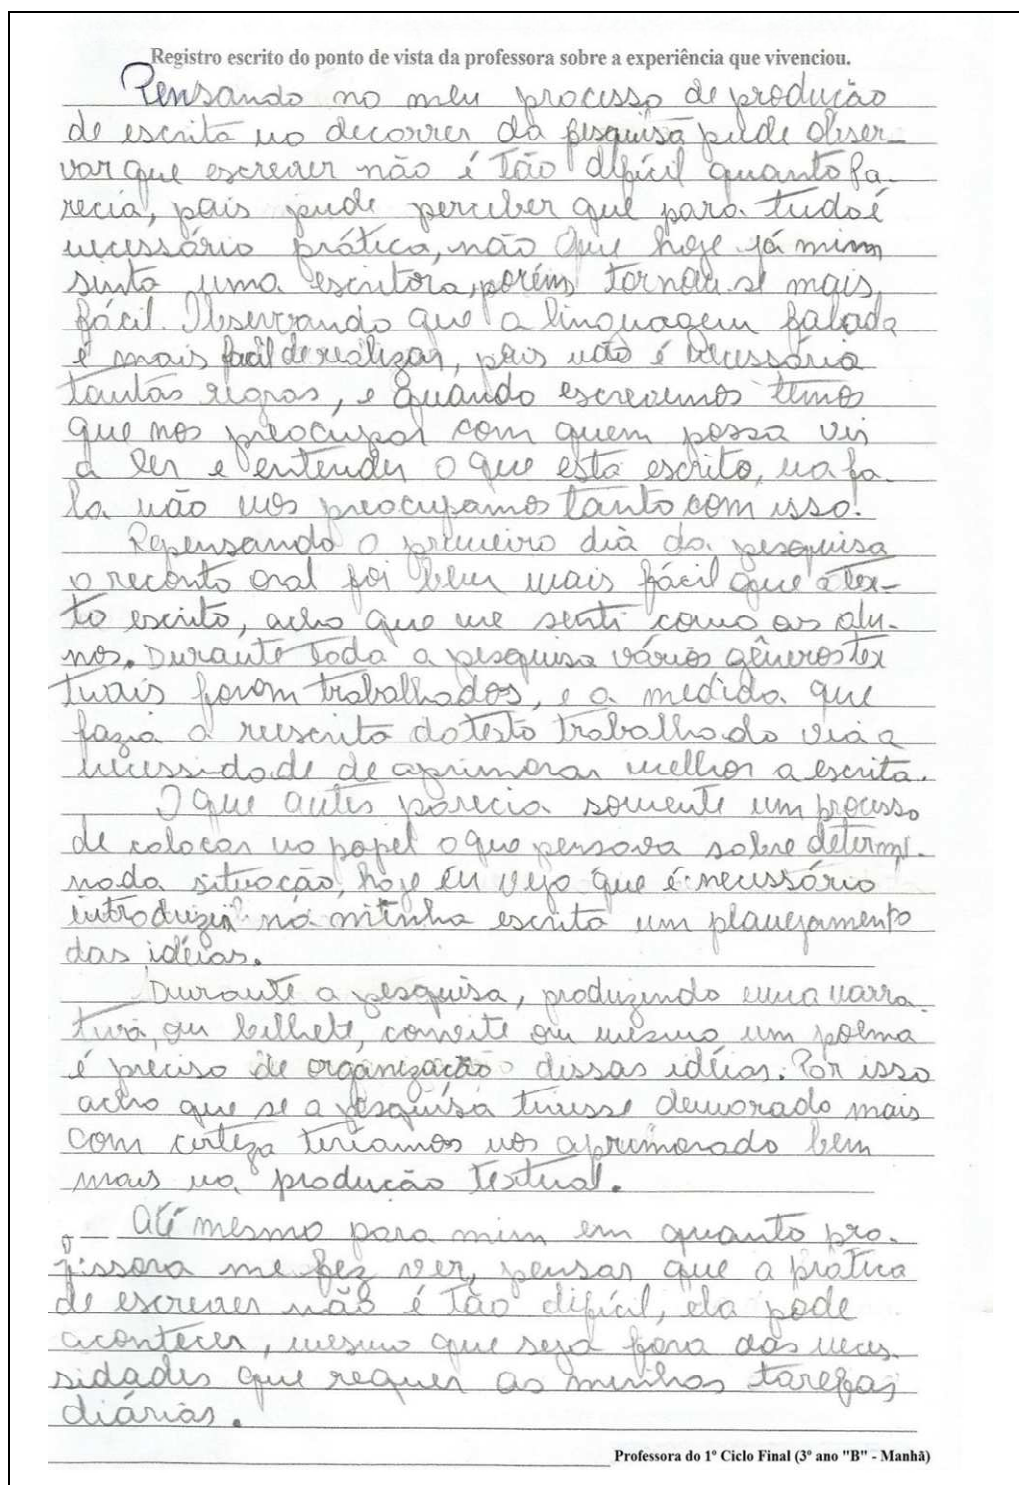 Registro escrito do ponto de vista da professora sobre a experiência que vivenciou.
Pensando no meu processo de produção
de escrita no decorrer da pesquisa pude obser-
var que escrever não é tão difícil quanto pa-
recia, pois pude perceber que para tudo é
necessário prática, não que hoje já mim
sinto uma escritora, porém tornou-se mais
fácil. Observando que a linguagem falada
é mais fácil de realizar, pois não é necessária
tantas regras, e quando escrevemos temos
que nos preocupar com quem possa vir
a ler e entender o que está escrito, na fa-
la não nos preocupamos tanto com isso.
Repensando o primeiro dia da pesquisa
o reconto oral foi bem mais fácil que o tex-
to escrito, acho que me senti como os alu-
nos. Durante toda a pesquisa vários gêneros tex
tuais foram trabalhados, e a medida que
fazia a reescrita do texto trabalhado via a
necessidade de aprimorar melhor a escrita.
O que antes parecia somente um processo
de colocar no papel o que pensava sobre determi-
nada situação, hoje eu vejo que é necessário
introduzir na minha escrita um planejamento
das idéias.
Durante a pesquisa, produzindo uma narra
tiva, ou bilhete, convite ou mesmo um poema
é preciso de organização dessas idéias. Por isso
acho que se a pesquisa tivesse demorado mais
com certeza teríamos nos aprimorado bem
mais na produção textual.
Até mesmo para mim em quanto pro-
fessora me fez ver, pensar que a prática
de escrever não é tão difícil, ela pode
acontecer, mesmo que seja fora das neces-
sidades que requer as minhas tarefas
diárias.
Professora do 1º Ciclo Final (3º ano "B" - Manhã)